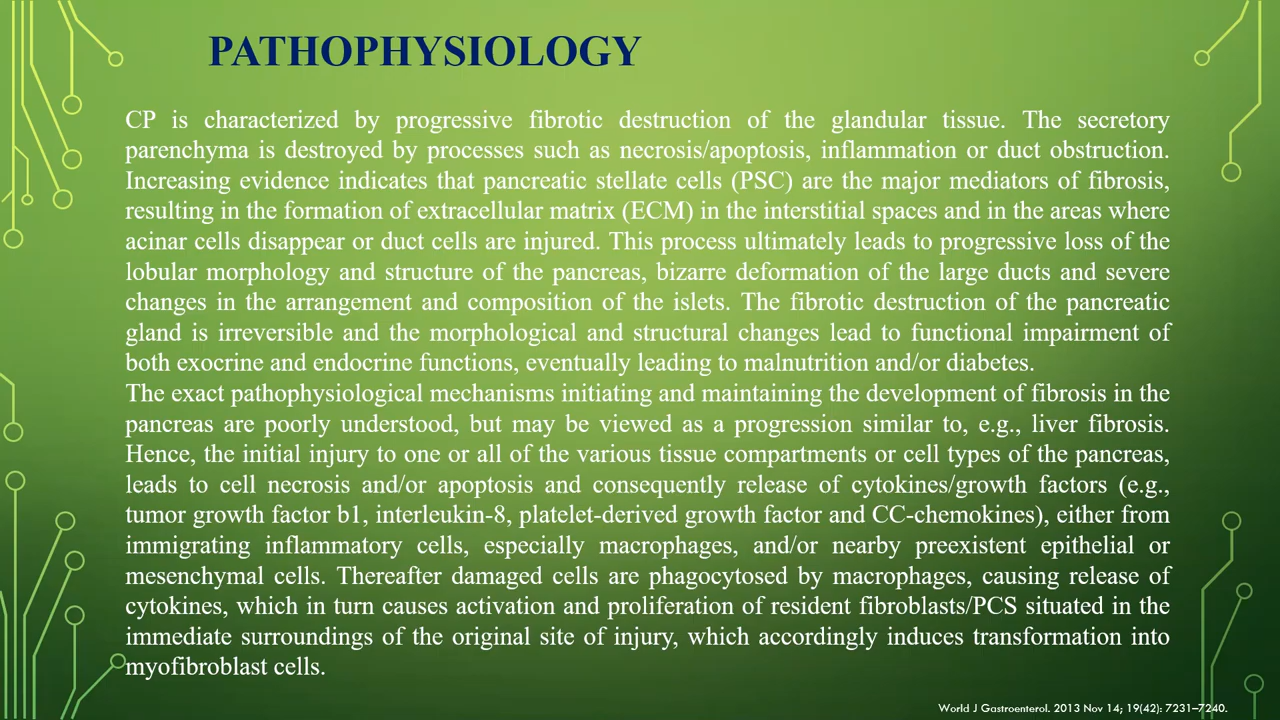 PATHOPHYSIOLOGY
CP is characterized by progressive fibrotic destruction of the glandular tissue. The secretory
parenchyma is destroyed by processes such as necrosis/apoptosis, inflammation or duct obstruction.
Increasing evidence indicates that pancreatic stellate cells (PSC) are the major mediators of fibrosis,
resulting in the formation of extracellular matrix (ECM) in the interstitial spaces and in the areas where
acinar cells disappear or duct cells are injured. This process ultimately leads to progressive loss of the
lobular morphology and structure of the pancreas, bizarre deformation of the large ducts and severe
changes in the arrangement and composition of the islets. The fibrotic destruction of the pancreatic
gland is irreversible and the morphological and structural changes lead to functional impairment of
both exocrine and endocrine functions, eventually leading to malnutrition and/or diabetes.
The exact pathophysiological mechanisms initiating and maintaining the development of fibrosis in the
pancreas are poorly understood, but may be viewed as a progression similar to, e.g., liver fibrosis.
Hence, the initial injury to one or all of the various tissue compartments or cell types of the pancreas,
leads to cell necrosis and/or apoptosis and consequently release of cytokines/growth factors (e.g.,
tumor growth factor b1, interleukin-8, platelet-derived growth factor and CC-chemokines), either from
immigrating inflammatory cells, especially macrophages, and/or nearby preexistent epithelial or
mesenchymal cells. Thereafter damaged cells are phagocytosed by macrophages, causing release of
cytokines, which in turn causes activation and proliferation of resident fibroblasts/PCS situated in the
immediate surroundings of the original site of injury, which accordingly induces transformation into
myofibroblast cells.
World J Gastroenterol. 2013 Nov 14; 19(42): 7231–7240.